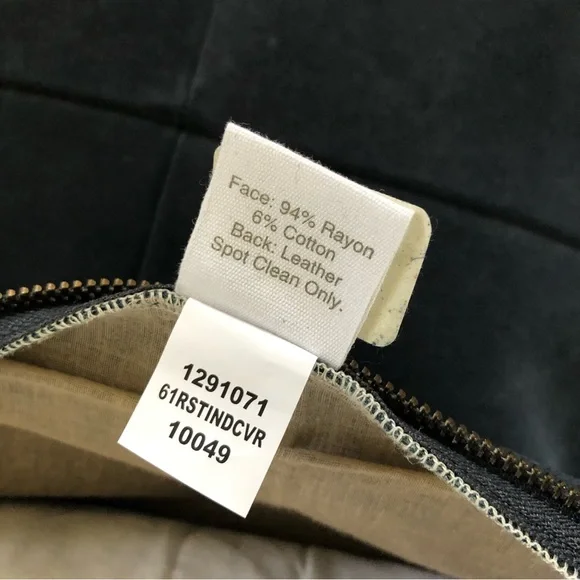 Face: 94% Rayon
6% Cotton
Back: Leather
Spot Clean Only.
1291071
61RSTINDCVR
10049